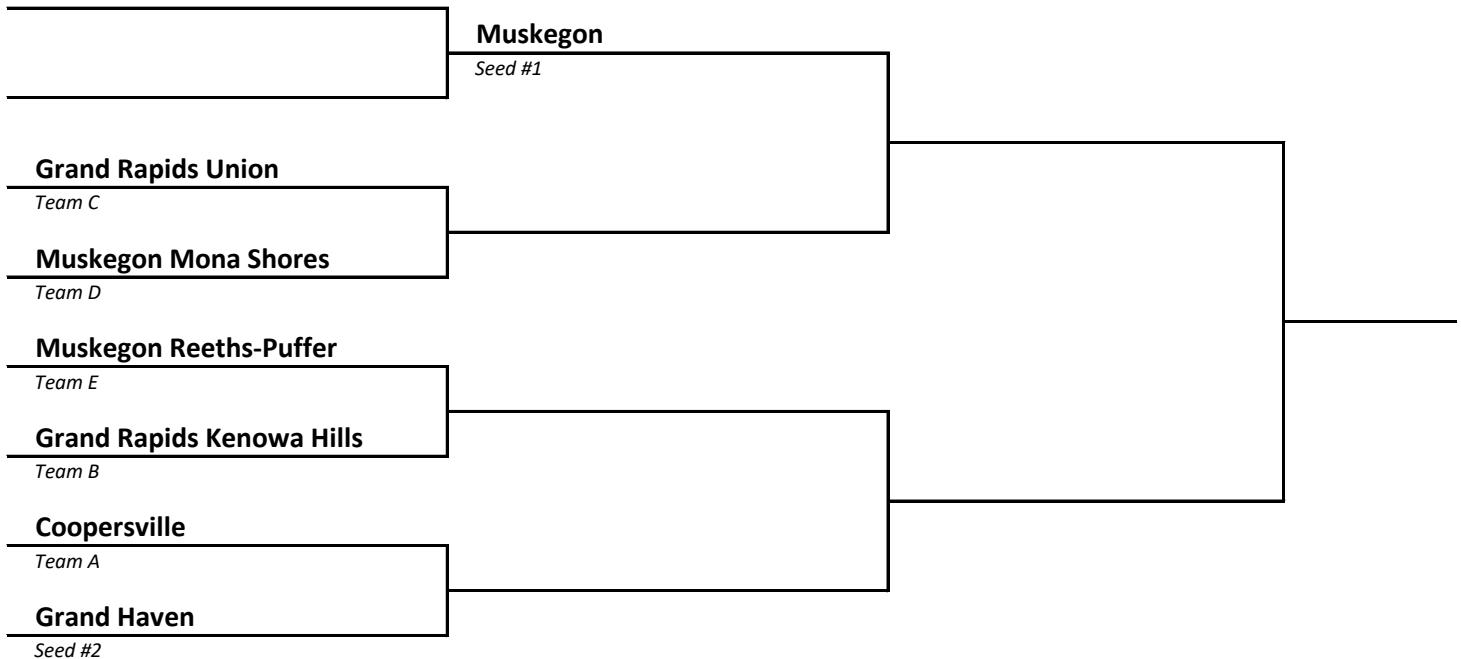 Muskegon
Seed #1
Grand Rapids Union
Team C
Muskegon Mona Shores
Team D
Muskegon Reeths-Puffer
Team E
Grand Rapids Kenowa Hills
Team B
Coopersville
Team A
Grand Haven
Seed #2